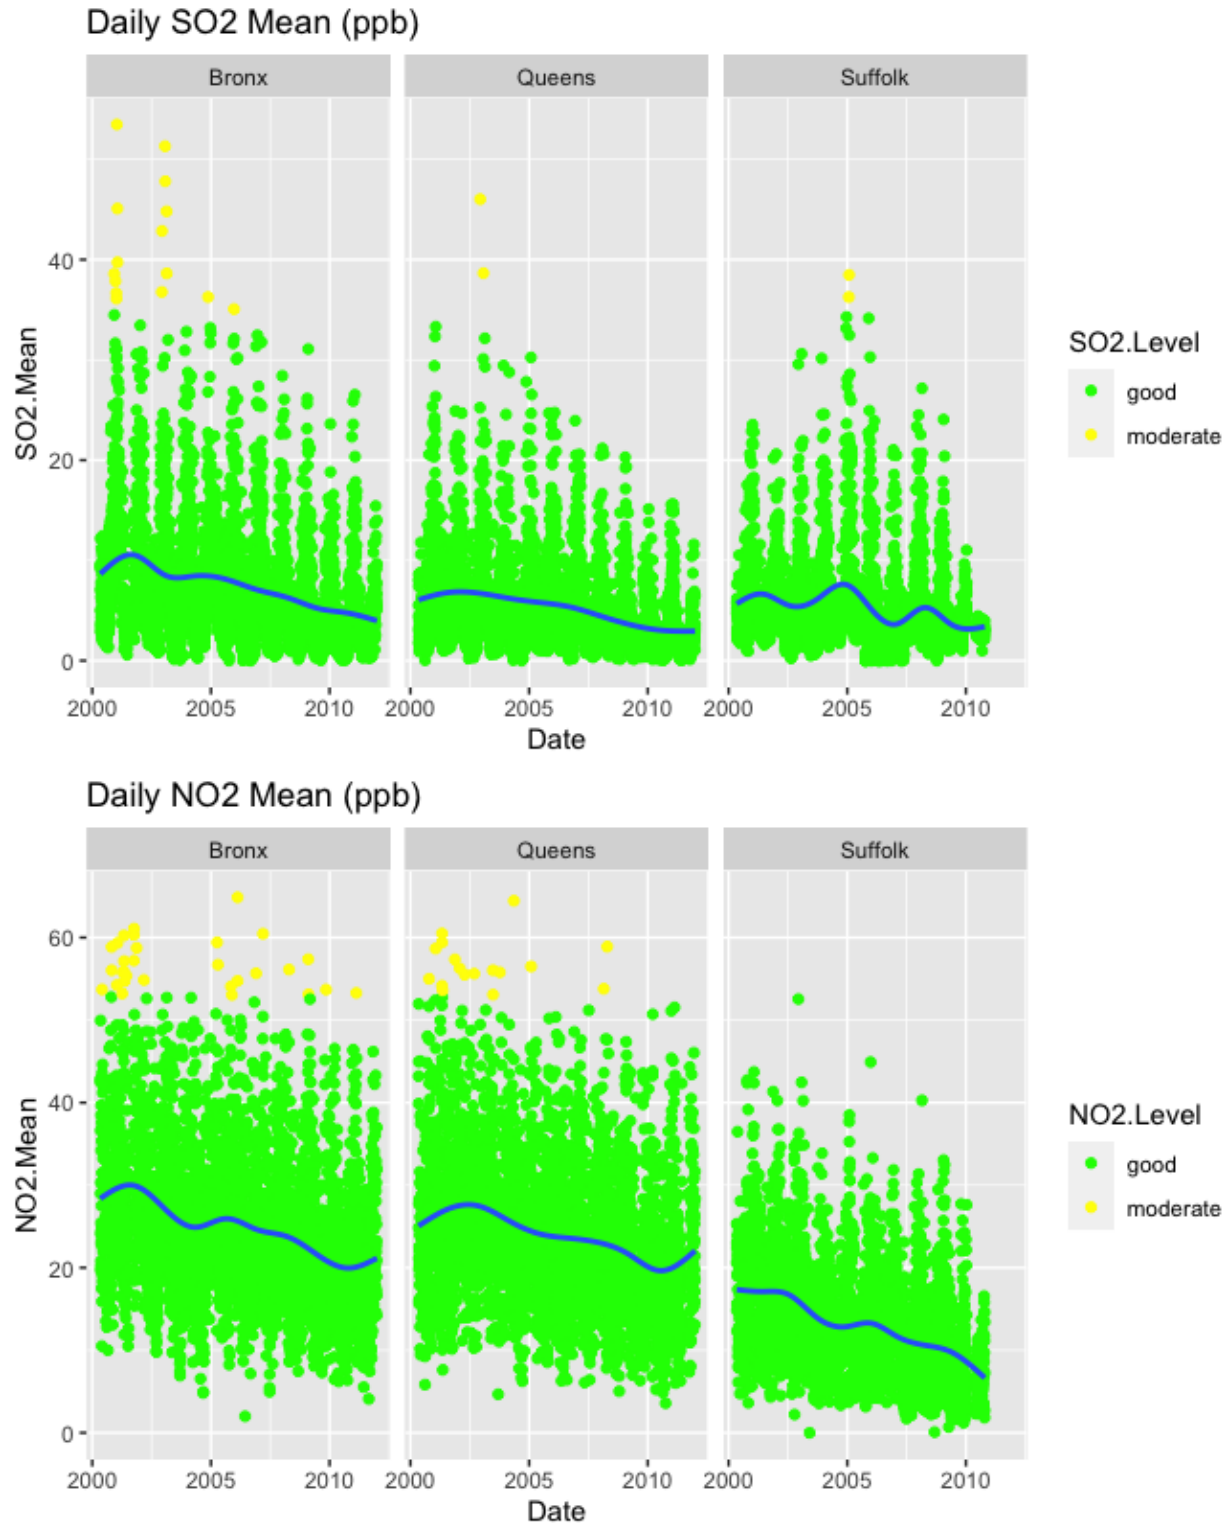 Daily SO2 Mean (ppb)
Bronx Queens Suffolk
SO2.Mean
40
20
0
2000 2005 2010 2000 2005 2010 2000 2005 2010
Date
SO2.Level
good
moderate
Daily NO2 Mean (ppb)
Bronx Queens Suffolk
NO2.Mean
60
40
20
0
2000 2005 2010 2000 2005 2010 2000 2005 2010
Date
NO2.Level
good
moderate